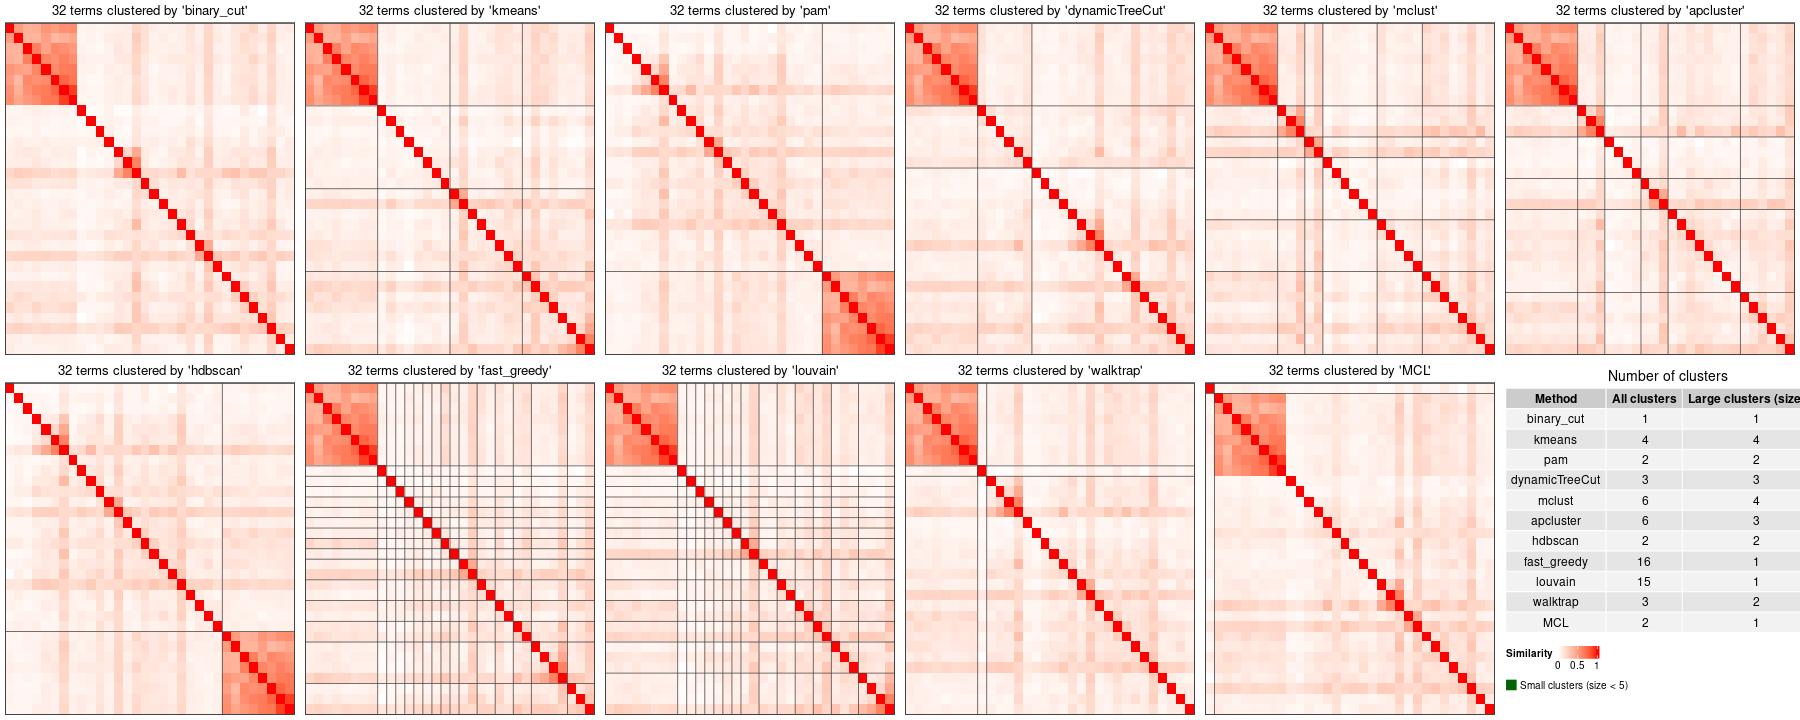 32 terms clustered by 'binary_cut'
32 terms clustered by 'kmeans'
32 terms clustered by 'pam'
32 terms clustered by 'dynamicTreeCut'
32 terms clustered by 'mclust'
32 terms clustered by 'apcluster'
32 terms clustered by 'hdbscan'
32 terms clustered by 'fast_greedy'
32 terms clustered by 'louvain'
32 terms clustered by 'walktrap'
32 terms clustered by 'MCL'
Number of clusters
Method All clusters Large clusters (size
binary_cut 1 1
kmeans 4 4
pam 2 2
dynamicTreeCut 3 3
mclust 6 4
apcluster 6 3
hdbscan 2 2
fast_greedy 16 1
louvain 15 1
walktrap 3 2
MCL 2 1
Similarity
0 0.5 1
Small clusters (size < 5)